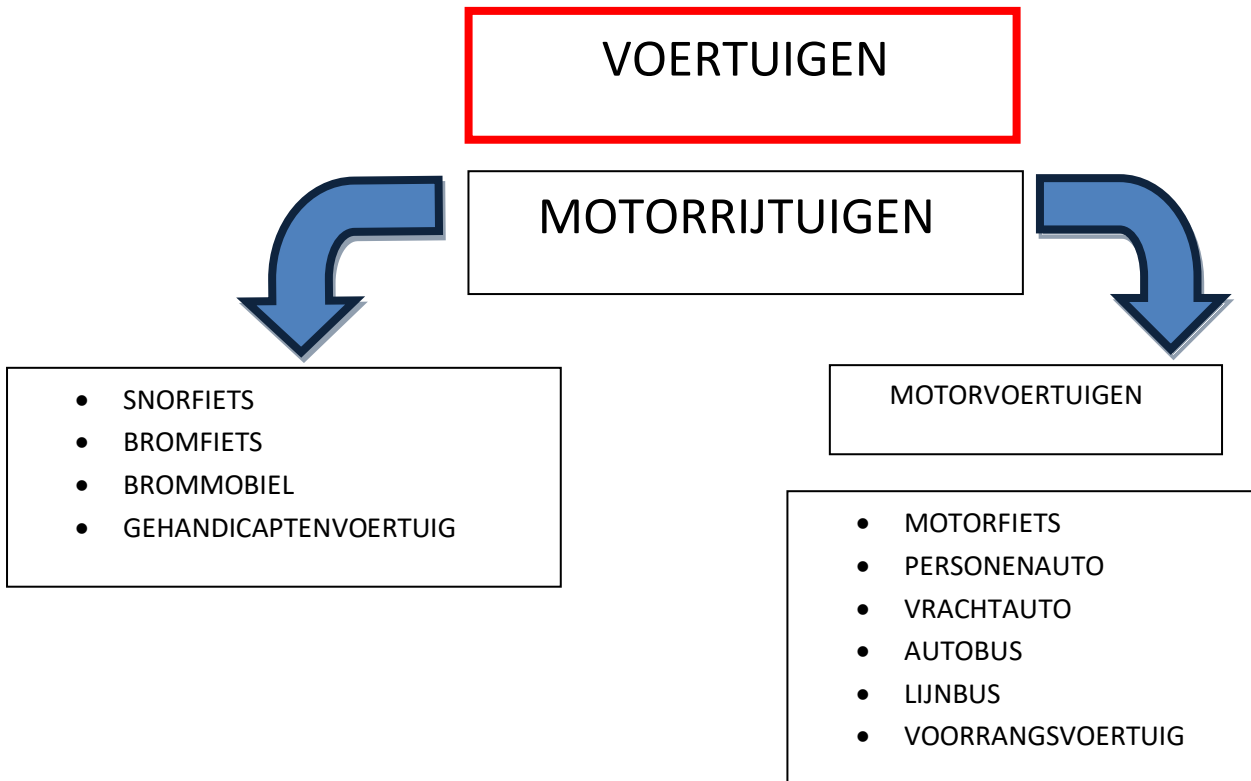 VOERTUIGEN
MOTORRIJTUIGEN
• SNORFIETS
• BROMFIETS
• BROMMOBIEL
• GEHANDICAPTENVOERTUIG
MOTORVOERTUIGEN
• MOTORFIETS
• PERSONENAUTO
• VRACHTAUTO
• AUTOBUS
• LIJNBUS
• VOORRANGSVOERTUIG